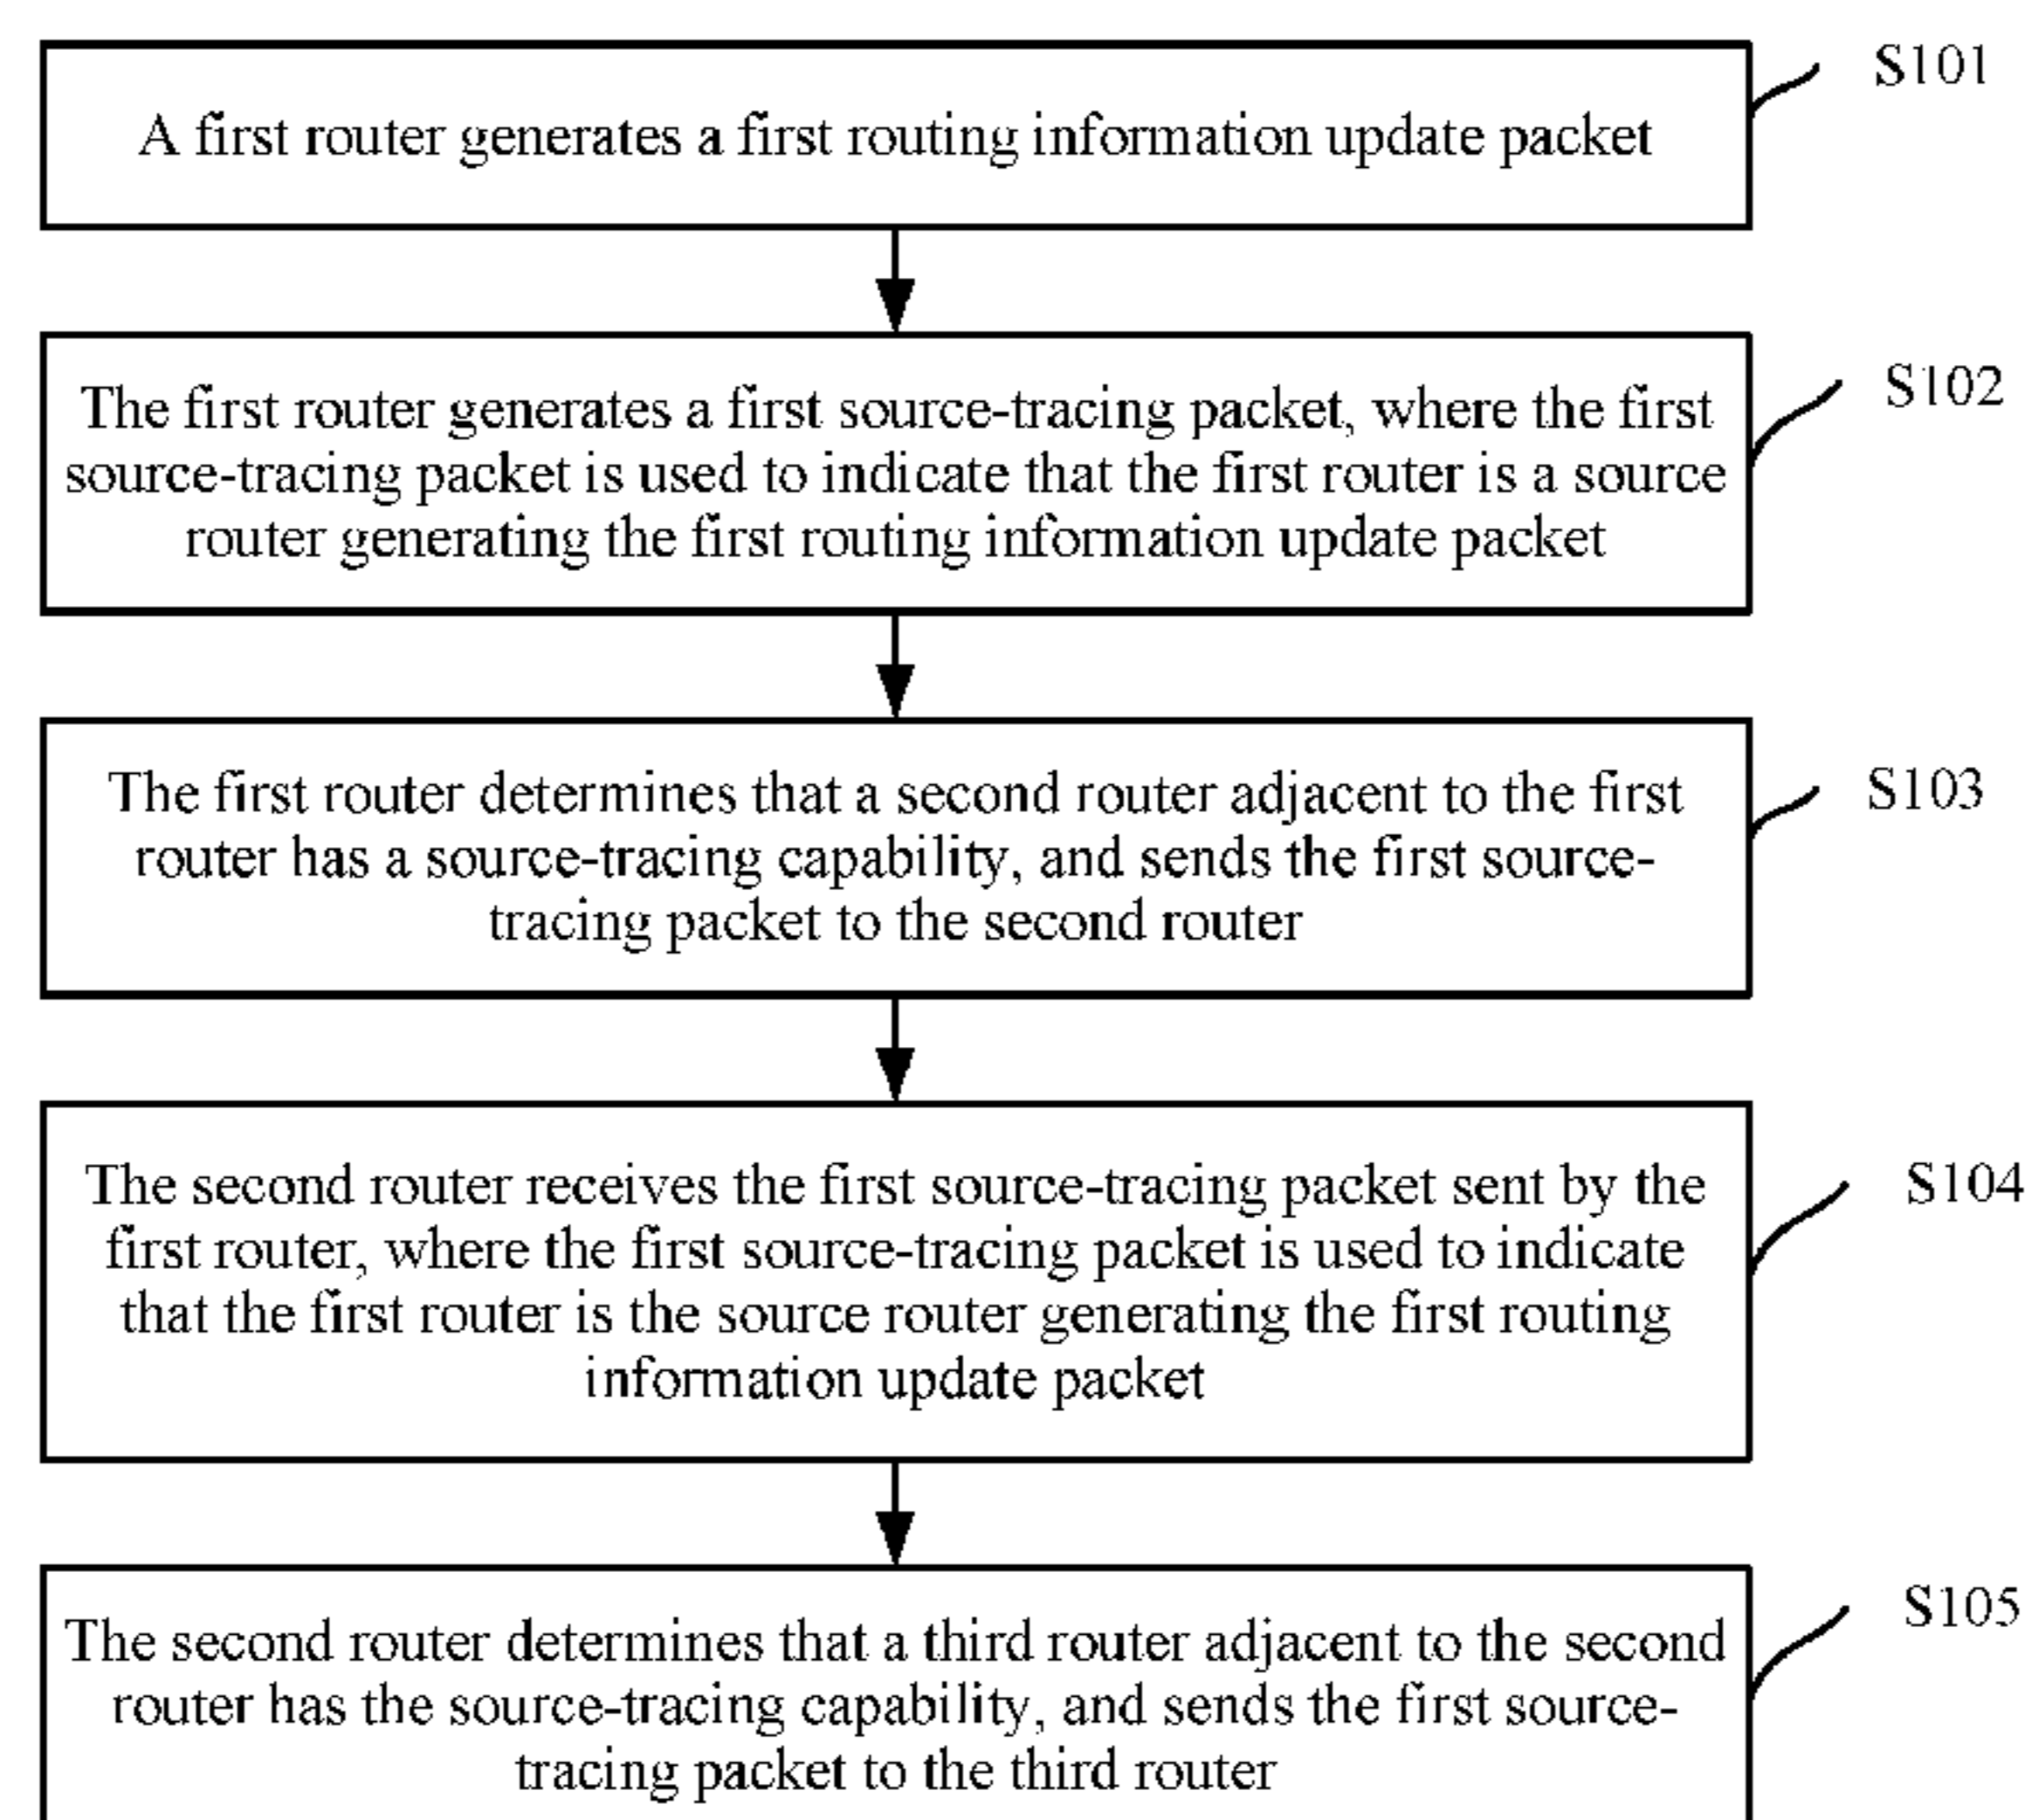 A first router generates a first routing information update packet
S101
The first router generates a first source-tracing packet, where the first
source-tracing packet is used to indicate that the first router is a source
router generating the first routing information update packet
S102
The first router determines that a second router adjacent to the first
router has a source-tracing capability, and sends the first source-
tracing packet to the second router
S103
The second router receives the first source-tracing packet sent by the
first router, where the first source-tracing packet is used to indicate
that the first router is the source router generating the first routing
information update packet
S104
The second router determines that a third router adjacent to the second
router has the source-tracing capability, and sends the first source-
tracing packet to the third router
S105